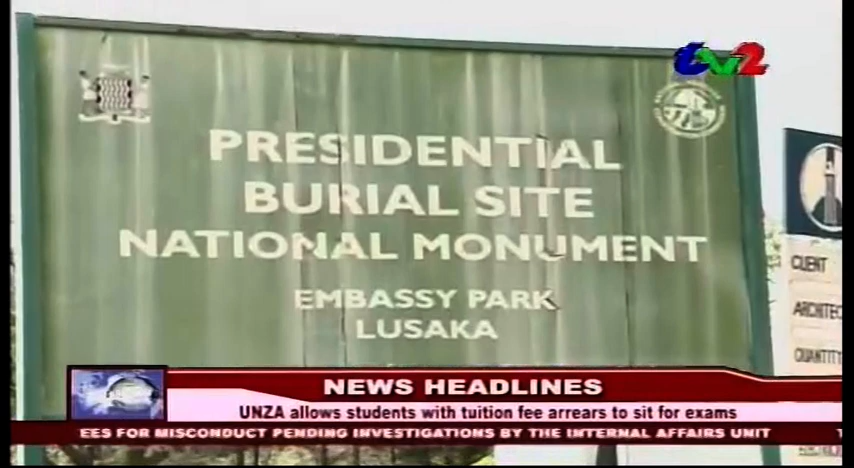 tv2
PRESIDENTIAL
BURIAL SITE
NATIONAL MONUMENT
EMBASSY PARK
LUSAKA
CLIENT
QUANTITY
NEWS HEADLINES
UNZA allows students with tuition fee arrears to sit for exams
EES FOR MISCONDUCT PENDING INVESTIGATIONS BY THE INTERNAL AFFAIRS UNIT